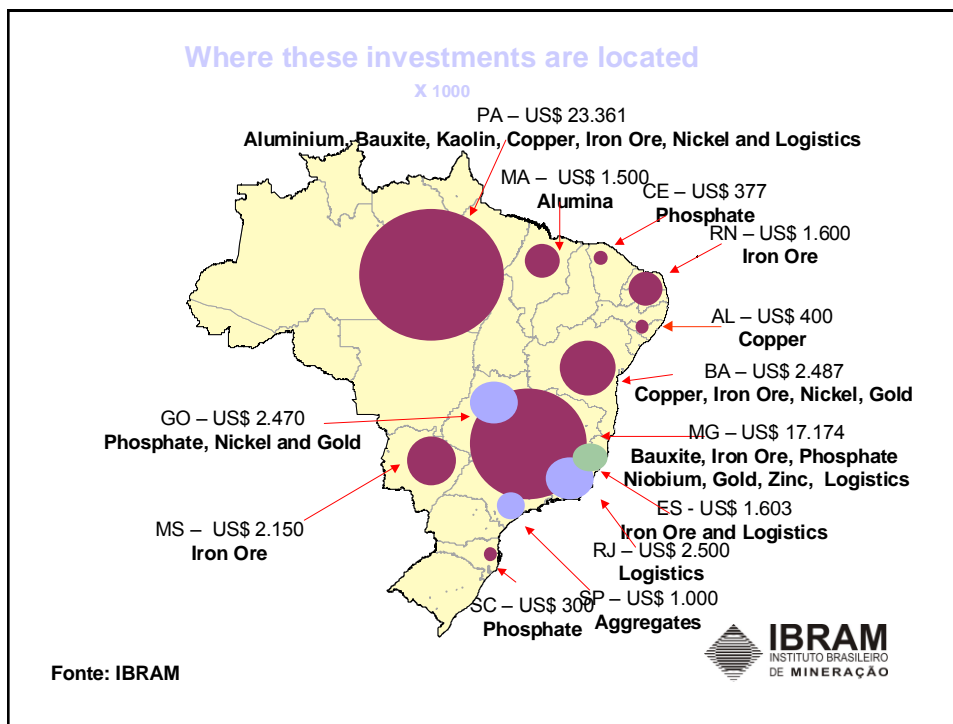 Where these investments are located
x 1000
PA – US$ 23.361
Aluminium, Bauxite, Kaolin, Copper, Iron Ore, Nickel and Logistics
MA – US$ 1.500
Alumina
CE – US$ 377
Phosphate
RN – US$ 1.600
Iron Ore
AL – US$ 400
Copper
BA – US$ 2.487
Copper, Iron Ore, Nickel, Gold
GO – US$ 2.470
Phosphate, Nickel and Gold
MG – US$ 17.174
Bauxite, Iron Ore, Phosphate
Niobium, Gold, Zinc, Logistics
ES - US$ 1.603
Iron Ore and Logistics
MS – US$ 2.150
Iron Ore
RJ – US$ 2.500
Logistics
SC – US$ 300
Phosphate
SP – US$ 1.000
Aggregates
Fonte: IBRAM
IBRAM
INSTITUTO BRASILEIRO
DE MINERAÇÃO